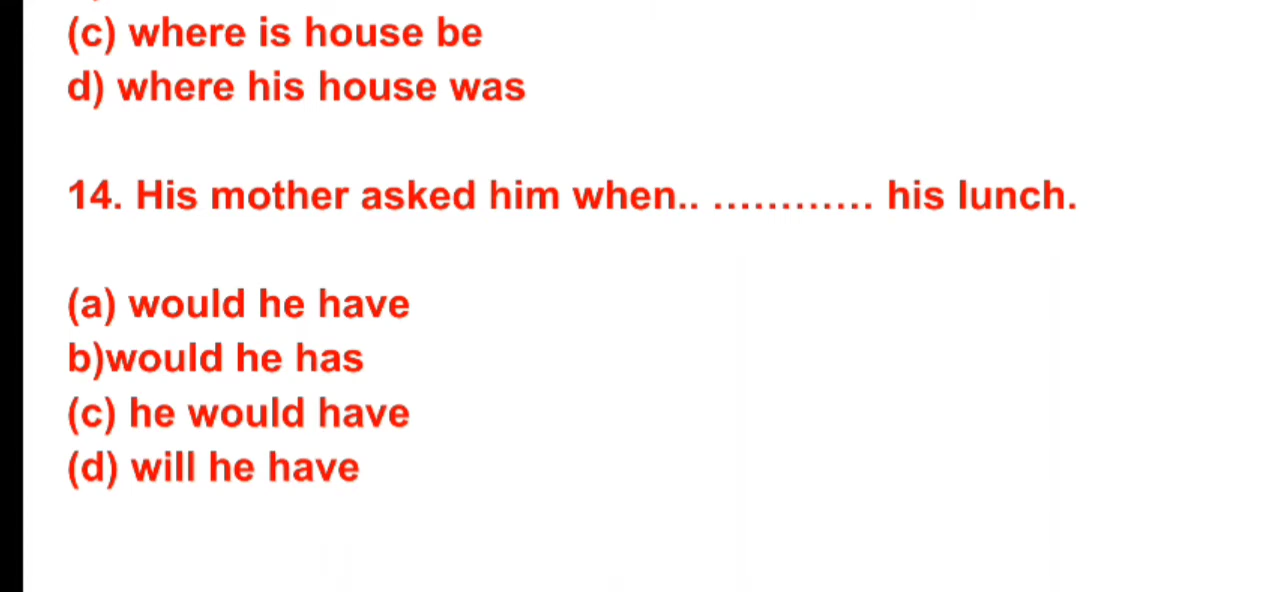 (c) where is house be
d) where his house was
14. His mother asked him when.. ............ his lunch.
(a) would he have
b)would he has
(c) he would have
(d) will he have